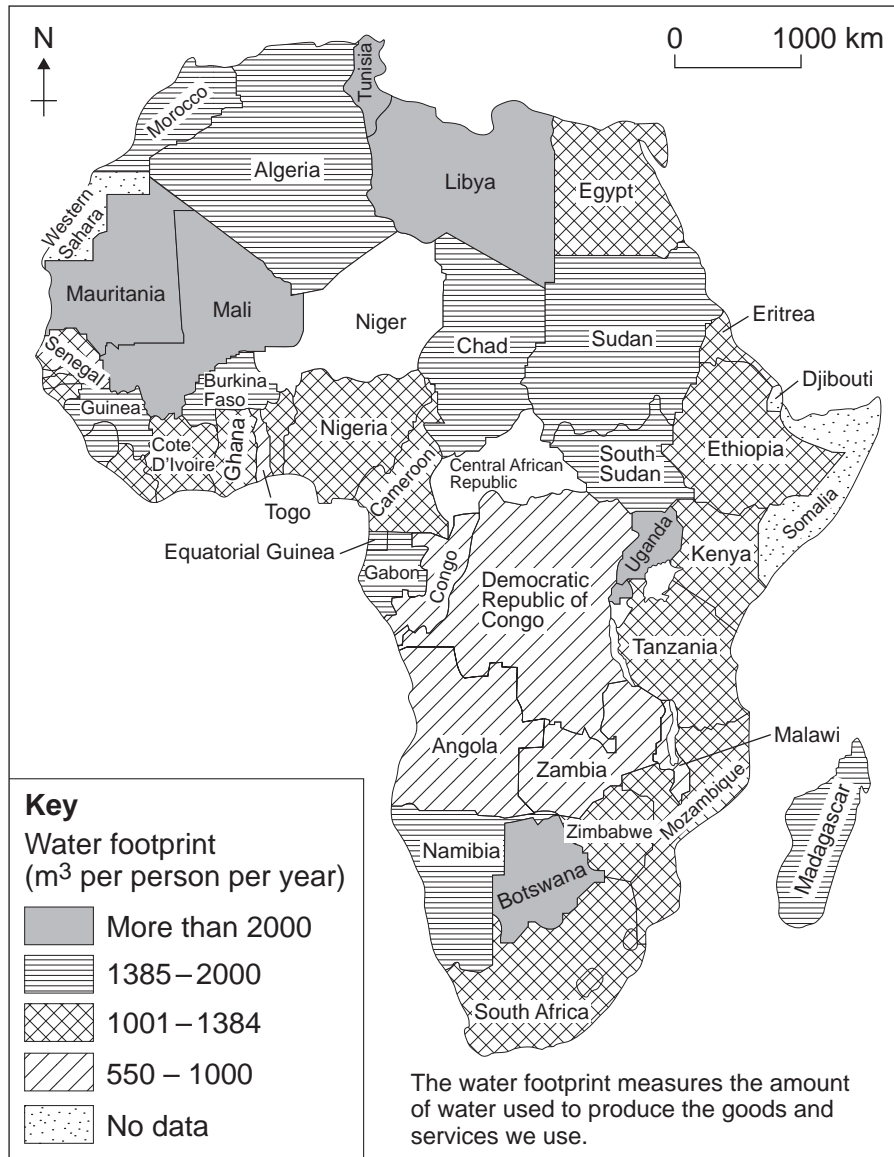 N
0 1000 km
Tunisia
Morocco
Algeria
Libya
Egypt
Western
Sahara
Mauritania
Mali
Niger
Chad
Sudan
Eritrea
Djibouti
Senegal
Burkina
Faso
Guinea
Cote
D'Ivoire
Ghana
Togo
Nigeria
Cameroon
Central African
Republic
South
Sudan
Ethiopia
Somalia
Equatorial Guinea
Gabon
Congo
Democratic
Republic of
Congo
Uganda
Kenya
Tanzania
Angola
Zambia
Malawi
Mozambique
Zimbabwe
Namibia
Botswana
Madagascar
South Africa
Key
Water footprint
(m³ per person per year)
More than 2000
1385–2000
1001–1384
550 – 1000
No data
The water footprint measures the amount
of water used to produce the goods and
services we use.